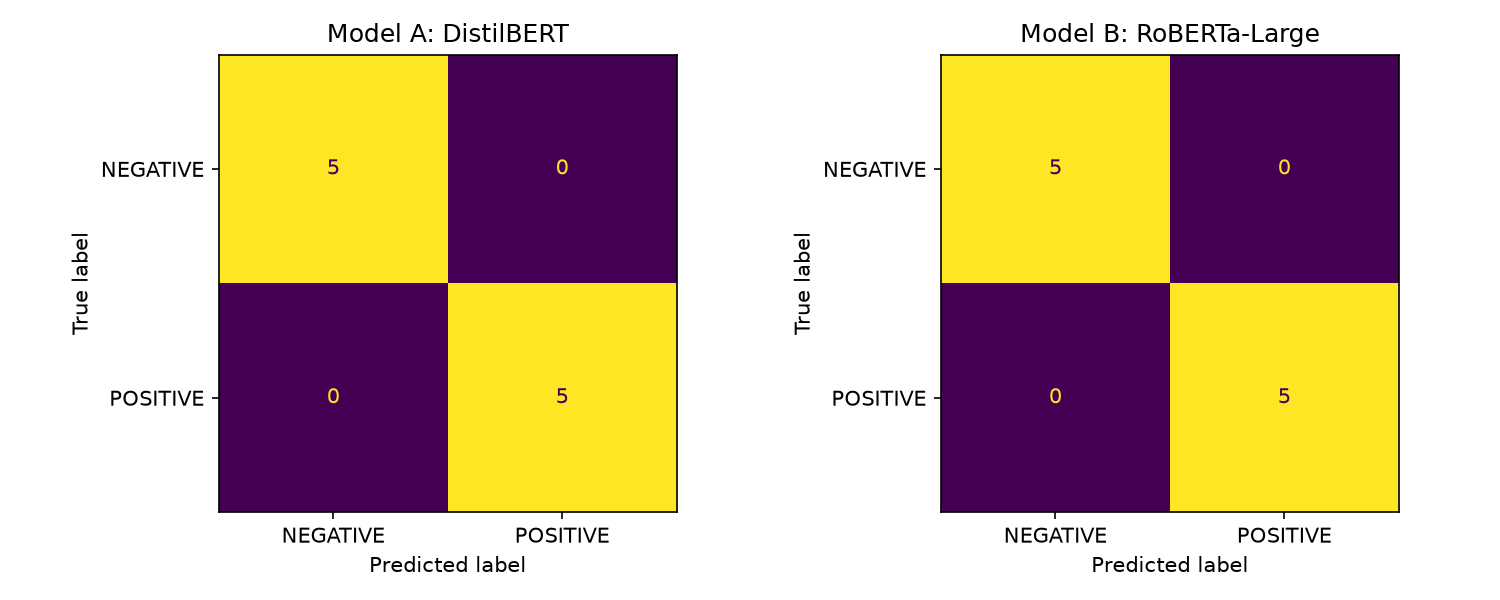 Model A: DistilBERT
NEGATIVE
5
0
POSITIVE
0
5
True label
NEGATIVE
POSITIVE
Predicted label
Model B: RoBERTa-Large
NEGATIVE
5
0
POSITIVE
0
5
True label
NEGATIVE
POSITIVE
Predicted label